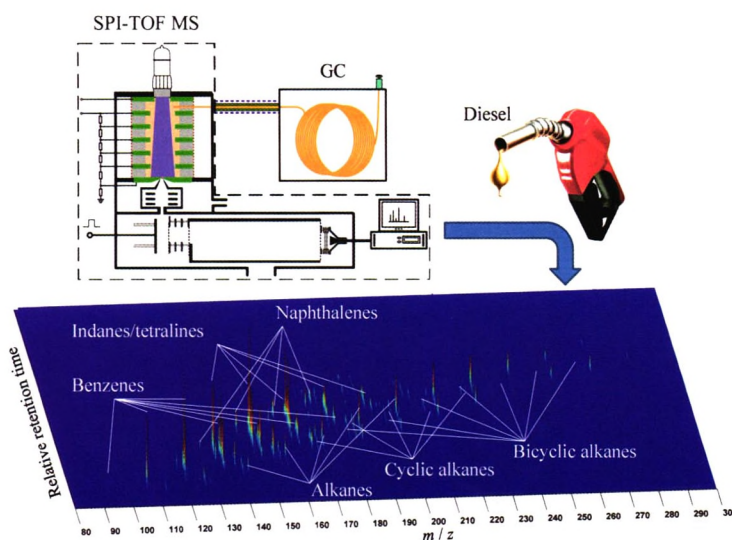 SPI-TOF MS
GC
Diesel
Naphthalenes
Indanes/tetralines
Benzenes
Relative retention time
Bicyclic alkanes
Cyclic alkanes
Alkanes
80 90 100 110 120 130 140 150 160 170 180 190 200 210 220 230 240 250 260 270 280 290 30
m/z